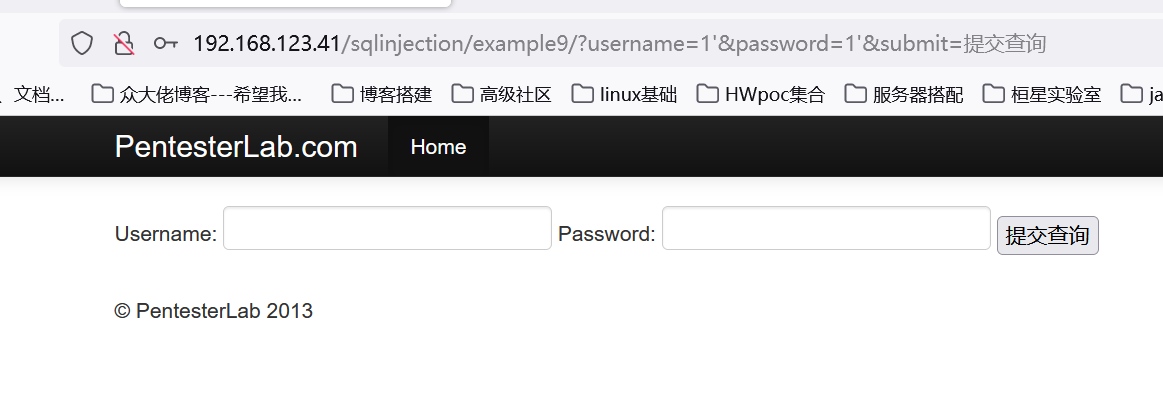 192.168.123.41/sqlinjection/example9/?username=1'&password=1'&submit=提交查询
、文档... 众大佬博客---希望我... 博客搭建 高级社区 linux基础 HWpoc集合 服务器搭配 桓星实验室 ja
PentesterLab.com Home
Username: Password: 提交查询
© PentesterLab 2013